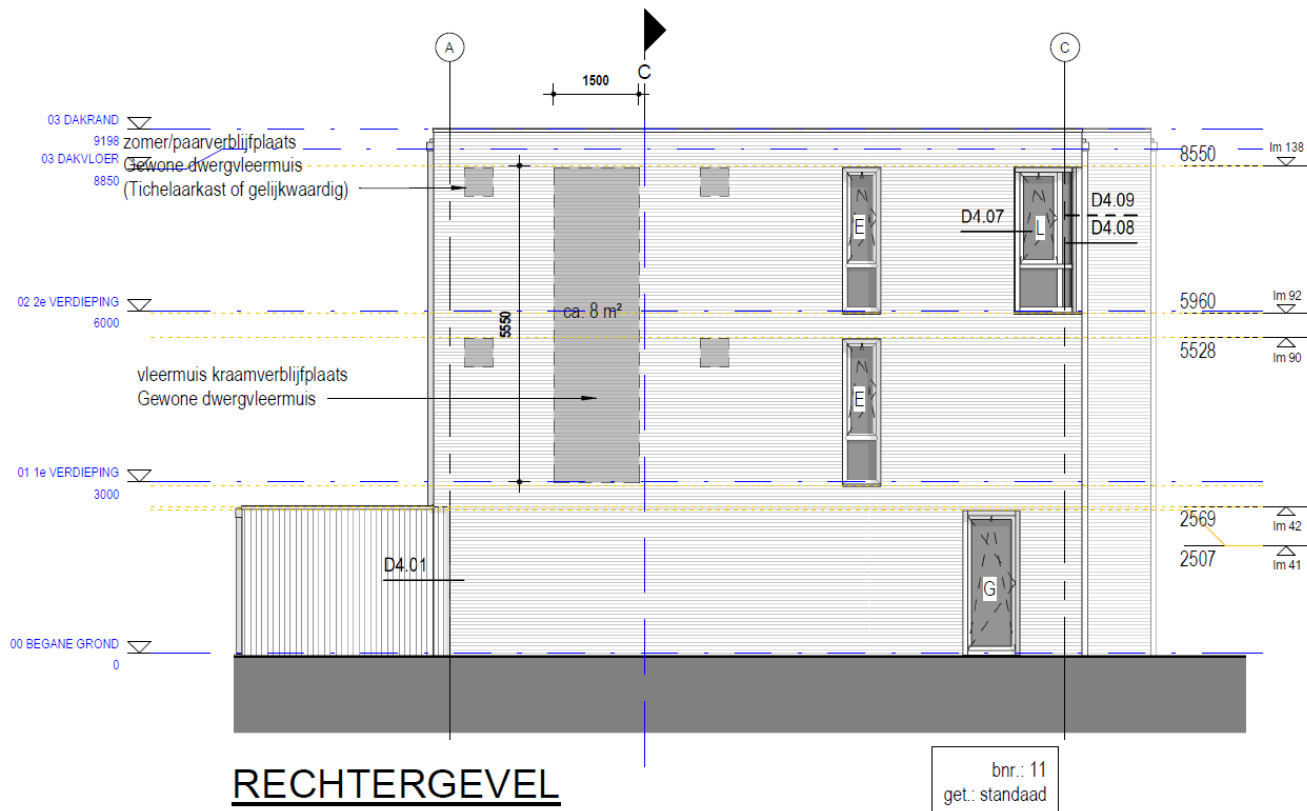 A
C
C
1500
03 DAKRAND
9198
zomer/paarverblijfplaats
03 DAKVLOER
Gewone dwergvleermuis
8850
(Tichelaarkast of gelijkwaardig)
8550
lm 138
E
D4.07
L
D4.09
D4.08
02 2e VERDIEPING
6000
5550
ca. 8 m²
5960
lm 92
5528
lm 90
vleermuis kraamverblijfplaats
Gewone dwergvleermuis
E
01 1e VERDIEPING
3000
2569
lm 42
2507
lm 41
D4.01
G
00 BEGANE GROND
0
RECHTERGEVEL
bnr.: 11
get.: standaad